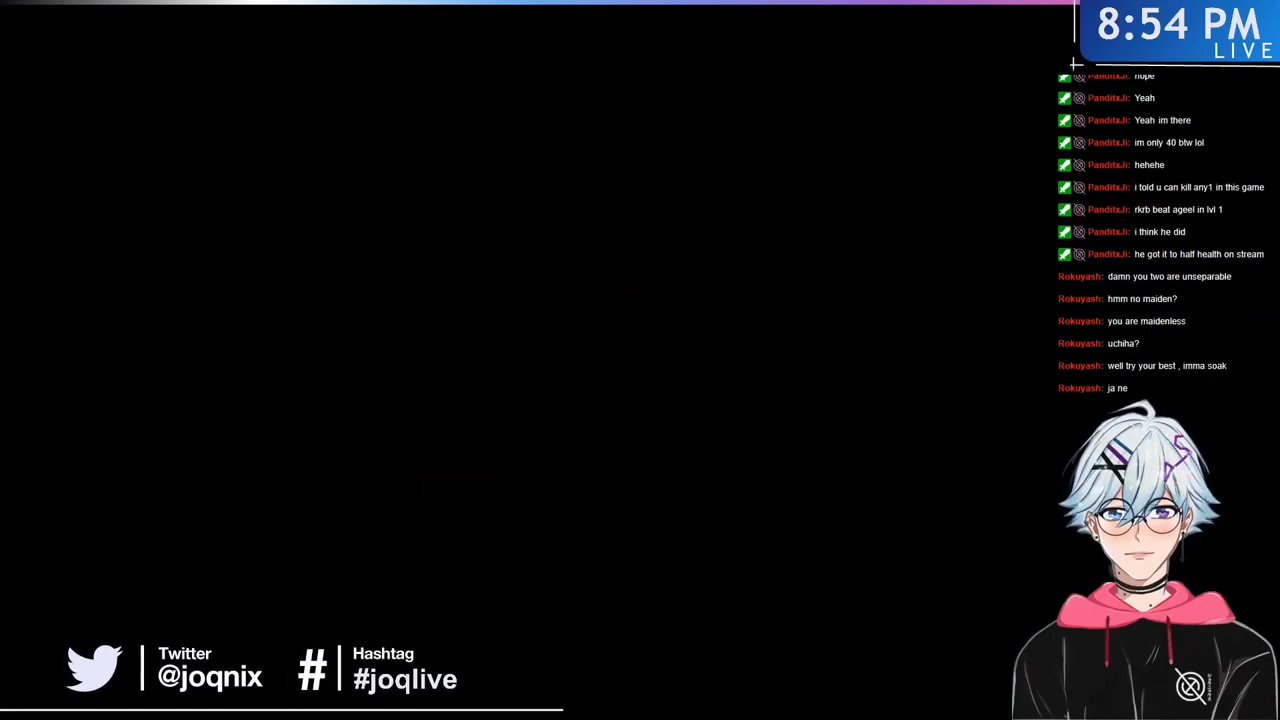 8:54 PM
LIVE
PanditxJi: nope
PanditxJi: Yeah
PanditxJi: Yeah im there
PanditxJi: im only 40 btw lol
PanditxJi: hehehe
PanditxJi: i told u can kill any1 in this game
PanditxJi: rkrb beat ageel in lvl 1
PanditxJi: i think he did
PanditxJi: he got it to half health on stream
Rokuyash: damn you two are unseparable
Rokuyash: hmm no maiden?
Rokuyash: you are maidenless
Rokuyash: uchiha?
Rokuyash: well try your best , imma soak
Rokuyash: ja ne
Twitter
@joqnix
#
Hashtag
#joqlive